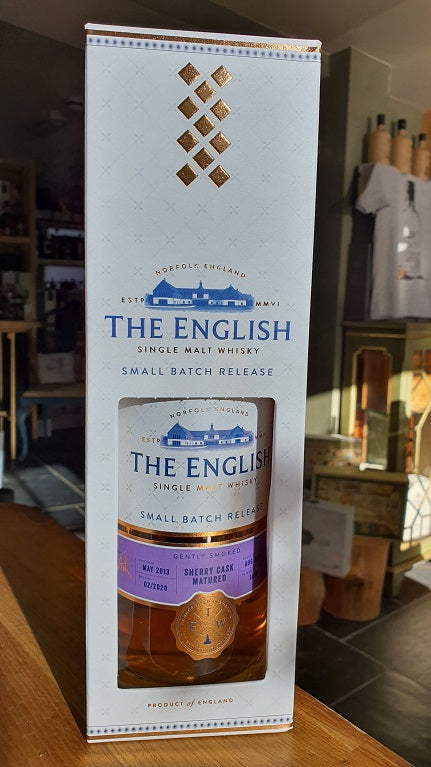 NORFOLK ENGLAND
ESTD MMVI
THE ENGLISH
SINGLE MALT WHISKY
SMALL BATCH RELEASE
NORFOLK ENGLAND
ESTD
THE ENGLISH
SINGLE MALT WHISKY
SMALL BATCH RELEASE
GENTLY SMOKED
MAY 2013
SHERRY CASK
MATURED
02/2020
PRODUCT of ENGLAND